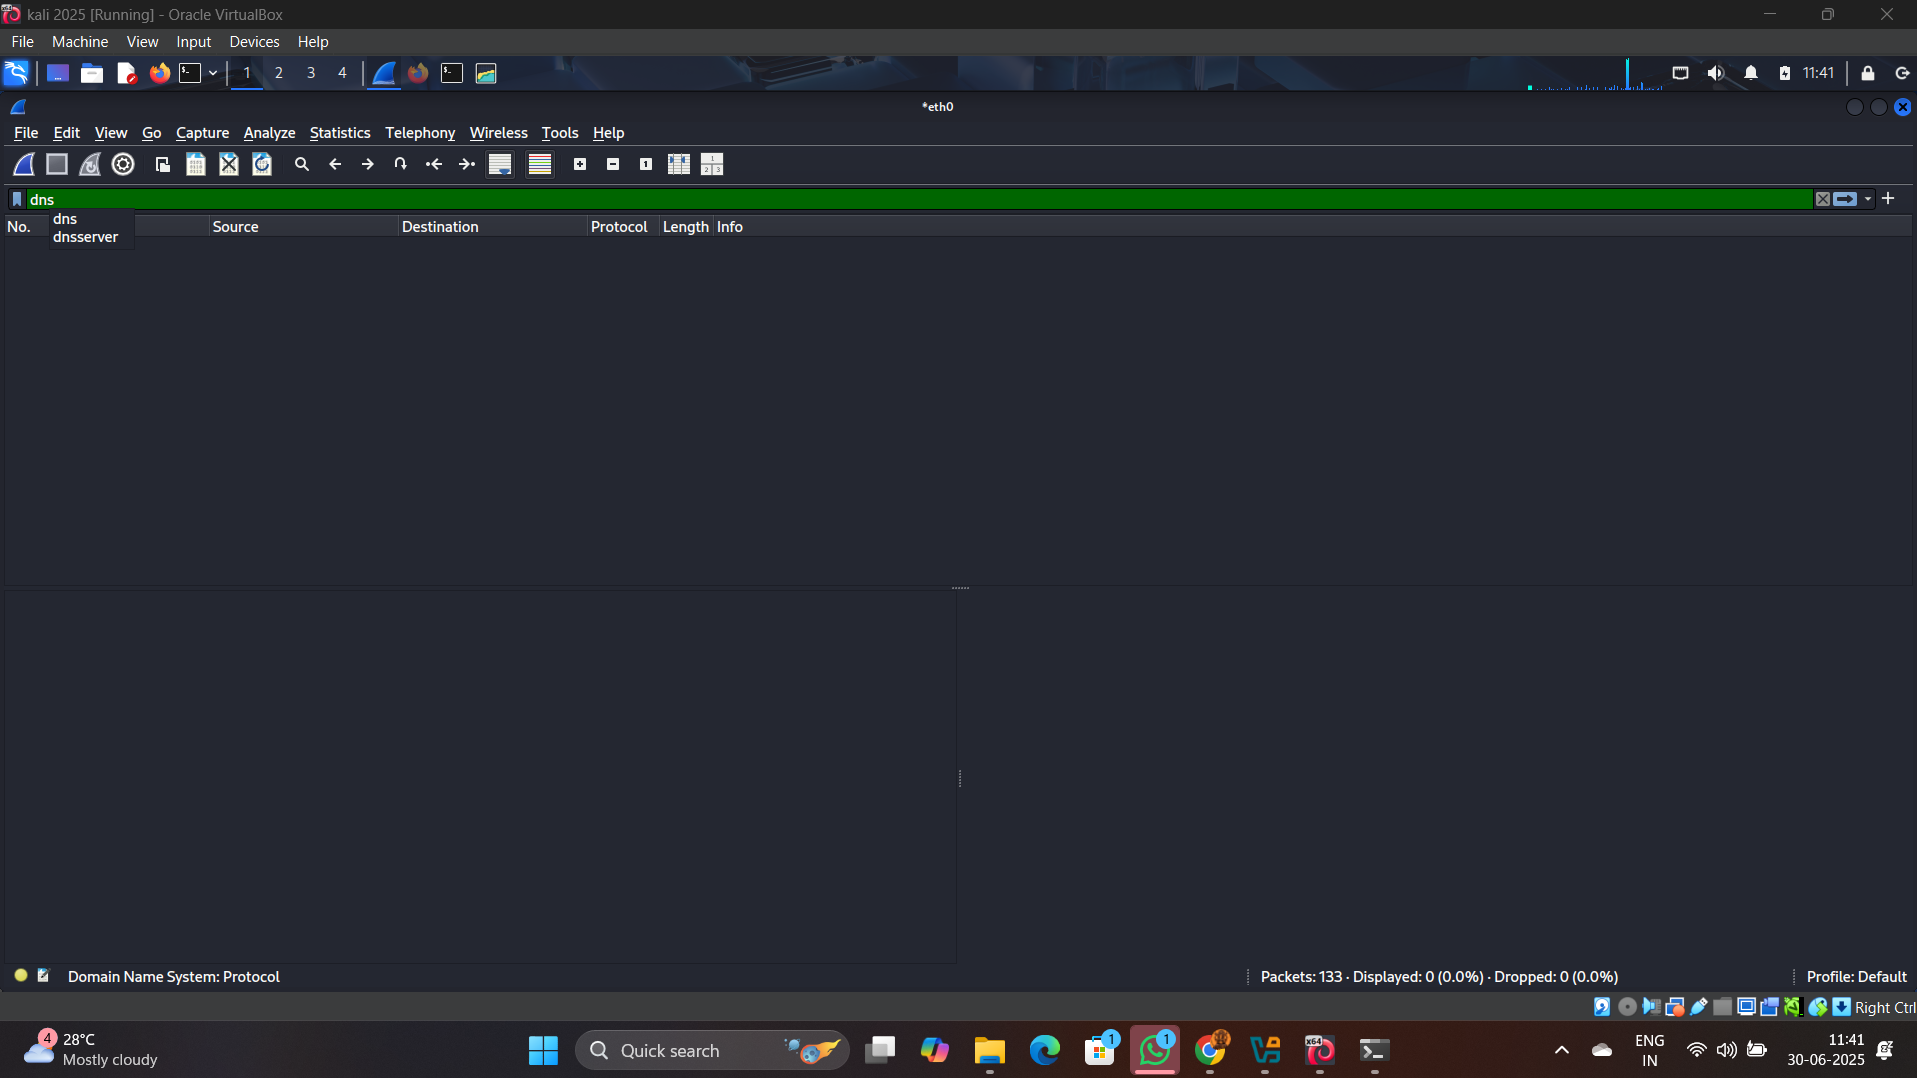 kali 2025 [Running] - Oracle VirtualBox
File Machine View Input Devices Help
1 2 3 4 11:41
*eth0
File Edit View Go Capture Analyze Statistics Telephony Wireless Tools Help
dns
dns
dnsserver
No. Source Destination Protocol Length Info
Domain Name System: Protocol
Packets: 133 · Displayed: 0 (0.0%) · Dropped: 0 (0.0%)
Profile: Default
Right Ctrl
4
28°C
Mostly cloudy
Quick search
1
1
x64
ENG
IN
11:41
30-06-2025